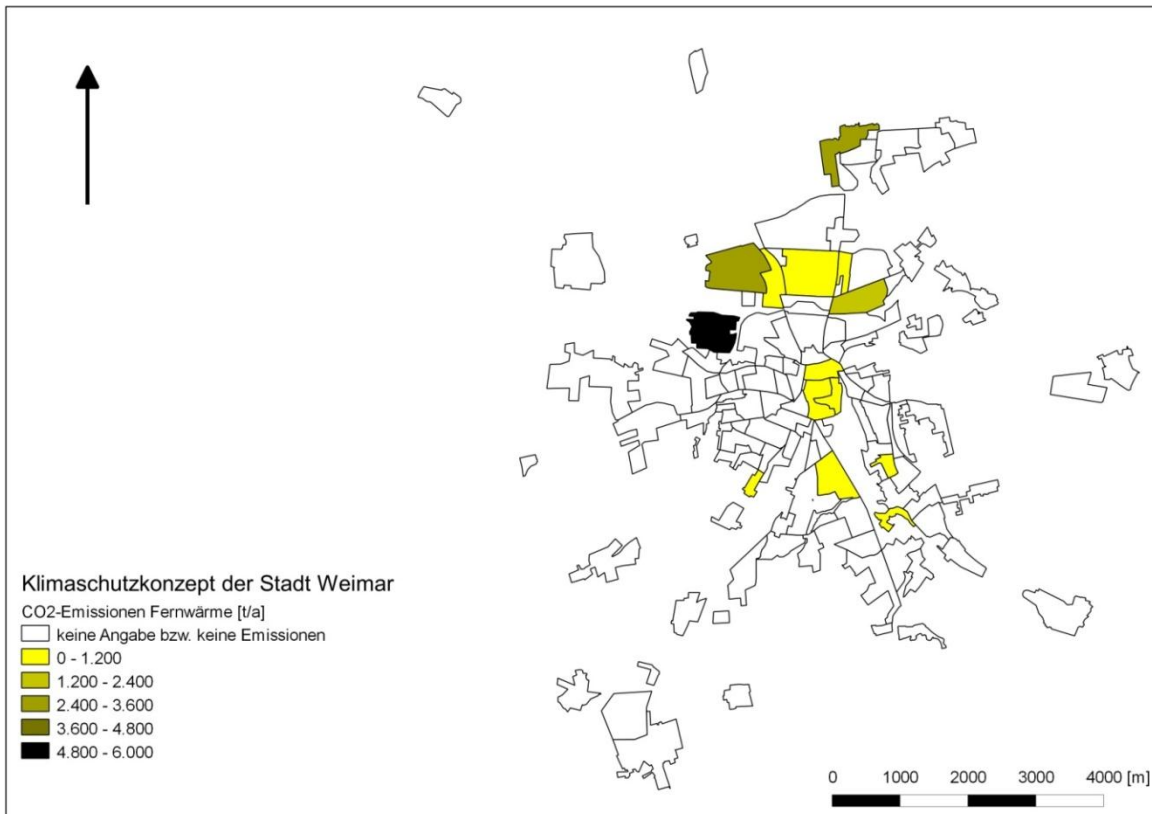 Klimaschutzkonzept der Stadt Weimar
CO2-Emissionen Fernwärme [t/a]
keine Angabe bzw. keine Emissionen
0 - 1.200
1.200 - 2.400
2.400 - 3.600
3.600 - 4.800
4.800 - 6.000
0 1000 2000 3000 4000 [m]